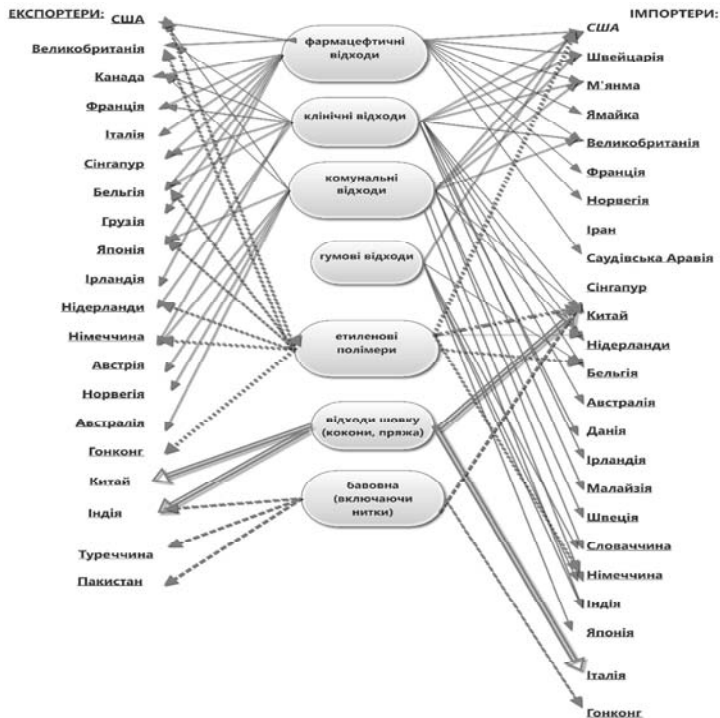 ЕКСПОРТЕРИ:
США
Великобританія
Канада
Франція
Італія
Сінгапур
Бельгія
Грузія
Японія
Ірландія
Нідерланди
Німеччина
Австрія
Норвегія
Австралія
Гонконг
Китай
Індія
Туреччина
Пакистан
фармацефтичні
відходи
клінічні відходи
комунальні
відходи
гумові відходи
етиленові
полімери
відходи шовку
(кокони, пряжа)
бавовна
(включаючи
нитки)
ІМПОРТЕРИ:
США
Швейцарія
М'янма
Ямайка
Великобританія
Франція
Норвегія
Іран
Саудівська Аравія
Сінгапур
Китай
Нідерланди
Бельгія
Австралія
Данія
Ірландія
Малайзія
Швеція
Словаччина
Німеччина
Індія
Японія
Італія
Гонконг